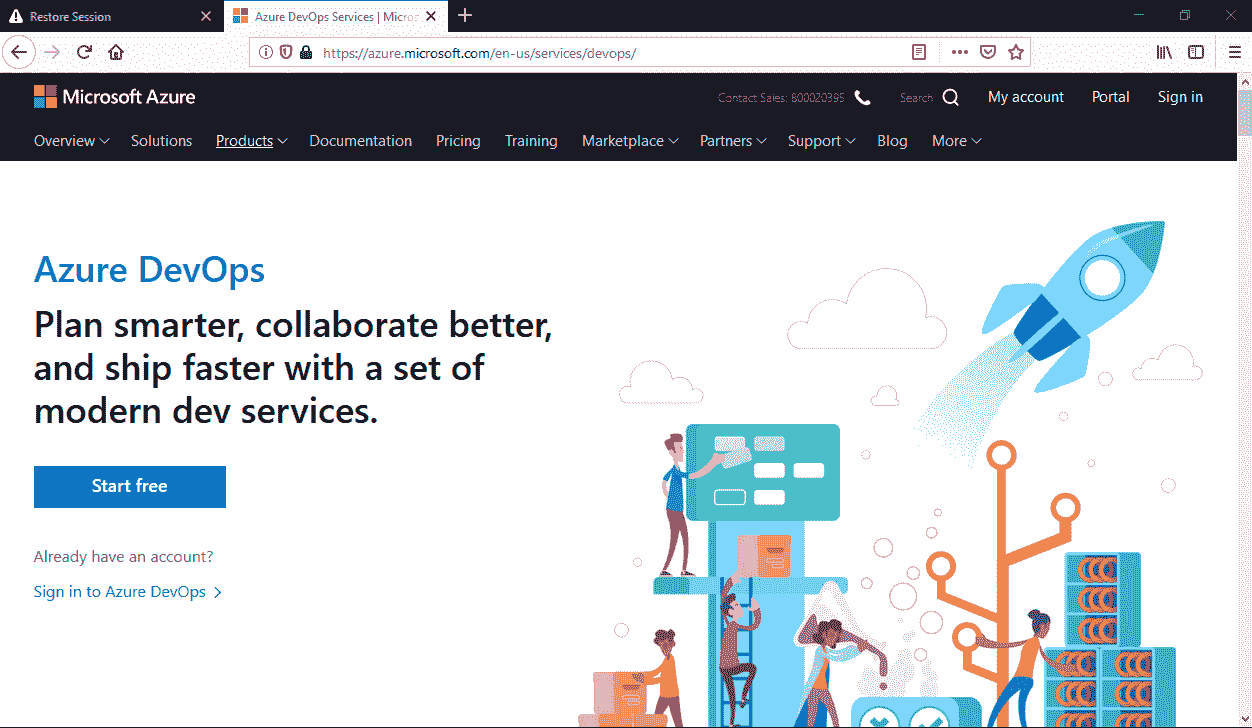 Restore Session
Azure DevOps Services | Micros
https://azure.microsoft.com/en-us/services/devops/
Microsoft Azure
Contact Sales: 800020395
Search
My account
Portal
Sign in
Overview
Solutions
Products
Documentation
Pricing
Training
Marketplace
Partners
Support
Blog
More
Azure DevOps
Plan smarter, collaborate better,
and ship faster with a set of
modern dev services.
Start free
Already have an account?
Sign in to Azure DevOps